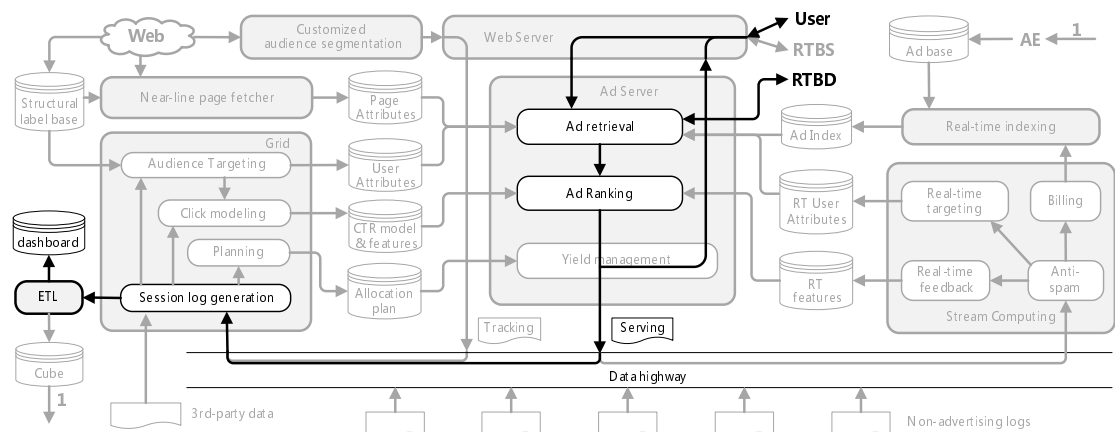 Web
Customized
audience segmentation
Web Server
User
RTBS
Ad base
AE
1
Structural
label base
Near-line page fetcher
Page
Attributes
Ad Server
RTBD
Ad retrieval
Ad Index
Real-time indexing
Grid
Audience Targeting
User
Attributes
Click modeling
CTR model
& features
Ad Ranking
RT User
Attributes
Real-time
targeting
Billing
dashboard
Planning
Allocation
plan
Yield management
RT
features
Real-time
feedback
Anti-
spam
Stream Computing
ETL
Session log generation
Tracking
Serving
Cube
1
Data highway
3rd-party data
Non-advertising logs